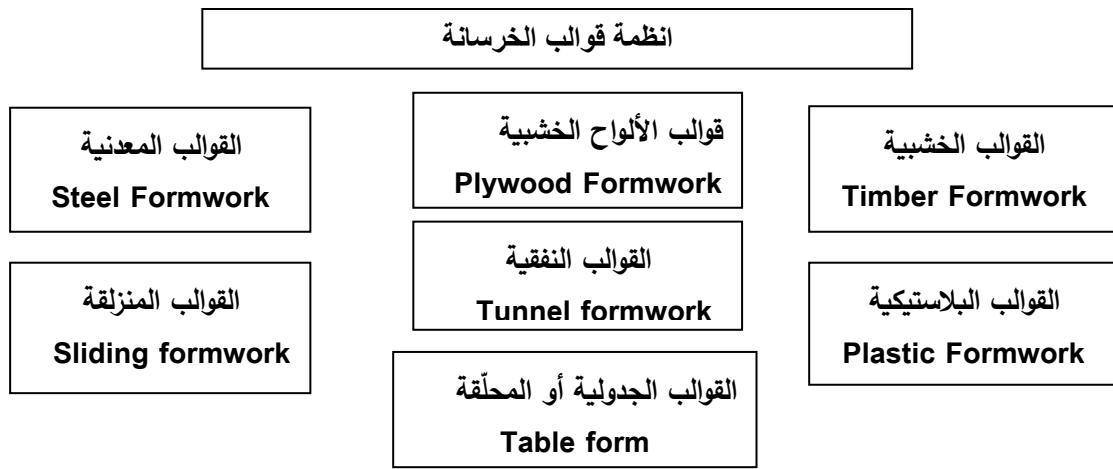 انظمة قوالب الخرسانة
القوالب الخشبية
Timber Formwork
قوالب الألواح الخشبية
Plywood Formwork
القوالب المعدنية
Steel Formwork
القوالب البلاستيكية
Plastic Formwork
القوالب النفقية
Tunnel formwork
القوالب المنزلقة
Sliding formwork
القوالب الجدولية أو المحلّقة
Table form